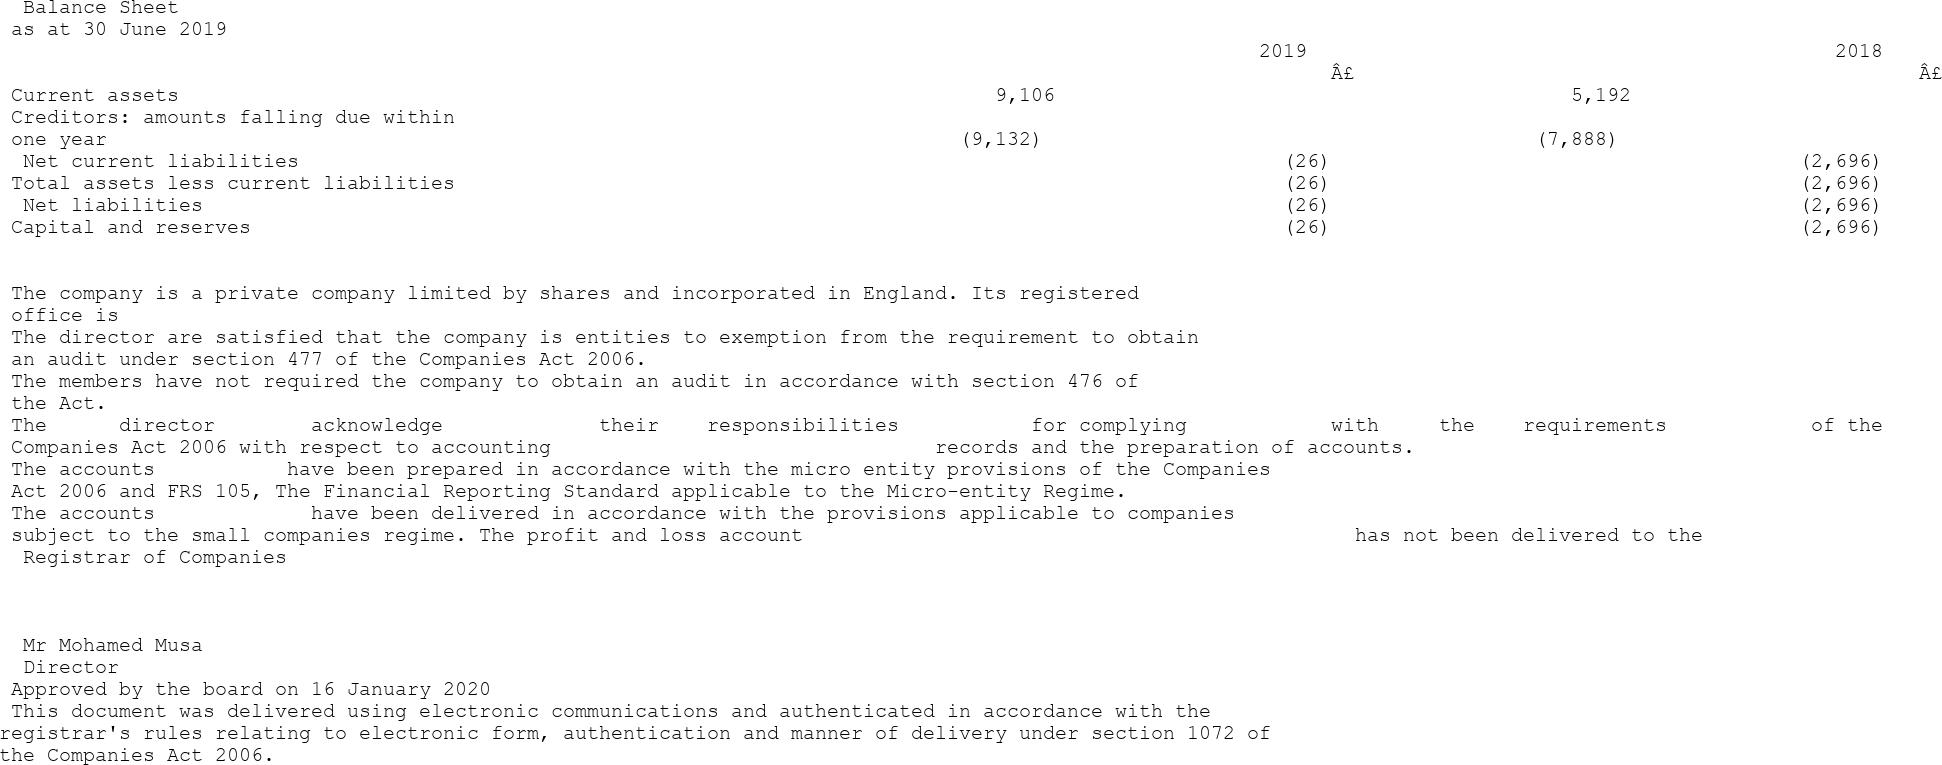 Balance Sheet
as at 30 June 2019
2019 2018
Â£ Â£
Current assets 9,106 5,192
Creditors: amounts falling due within
one year (9,132) (7,888)
Net current liabilities (26) (2,696)
Total assets less current liabilities (26) (2,696)
Net liabilities (26) (2,696)
Capital and reserves (26) (2,696)
The company is a private company limited by shares and incorporated in England. Its registered
office is
The director are satisfied that the company is entities to exemption from the requirement to obtain
an audit under section 477 of the Companies Act 2006.
The members have not required the company to obtain an audit in accordance with section 476 of
the Act.
The director acknowledge their responsibilities for complying with the requirements of the
Companies Act 2006 with respect to accounting records and the preparation of accounts.
The accounts have been prepared in accordance with the micro entity provisions of the Companies
Act 2006 and FRS 105, The Financial Reporting Standard applicable to the Micro-entity Regime.
The accounts have been delivered in accordance with the provisions applicable to companies
subject to the small companies regime. The profit and loss account has not been delivered to the
Registrar of Companies
Mr Mohamed Musa
Director
Approved by the board on 16 January 2020
This document was delivered using electronic communications and authenticated in accordance with the
registrar's rules relating to electronic form, authentication and manner of delivery under section 1072 of
the Companies Act 2006.